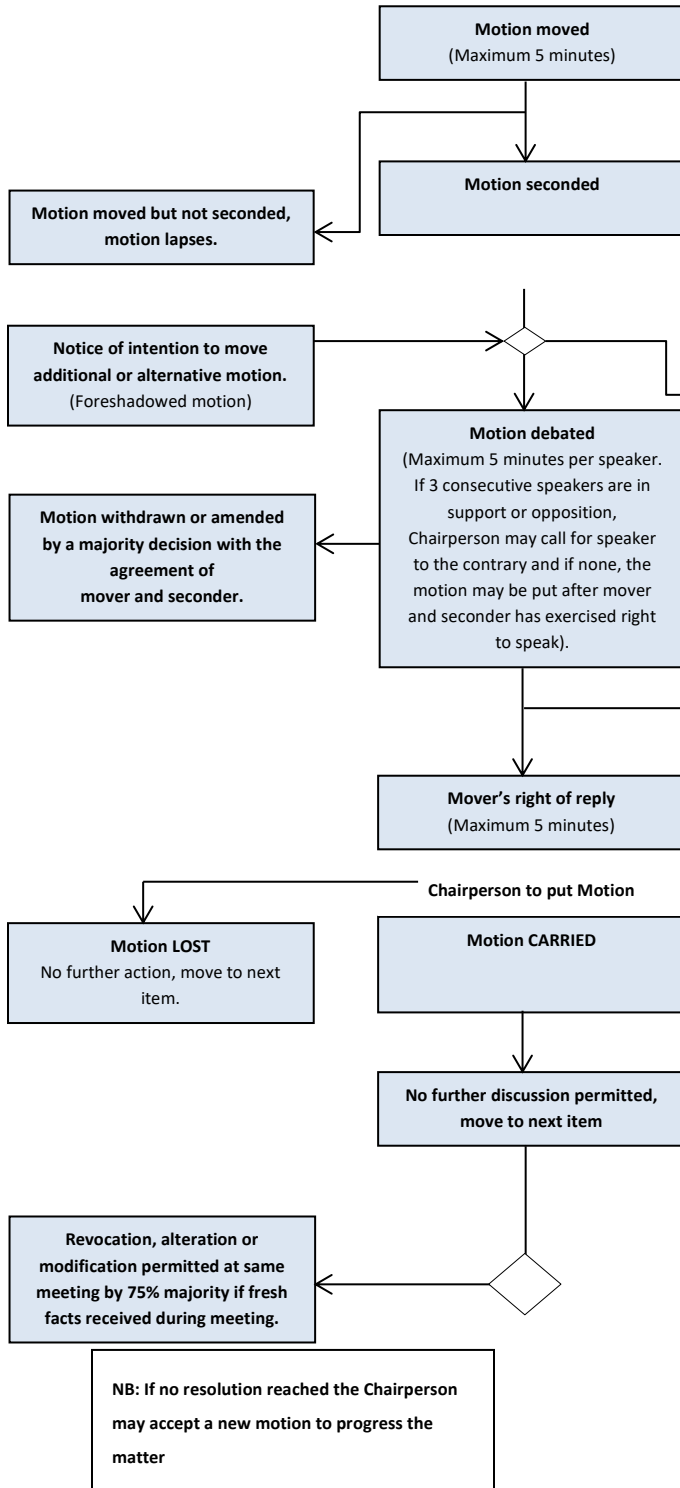 Motion moved
(Maximum 5 minutes)
Motion seconded
Motion moved but not seconded,
motion lapses.
Notice of intention to move
additional or alternative motion.
(Foreshadowed motion)
Motion debated
(Maximum 5 minutes per speaker.
If 3 consecutive speakers are in
support or opposition,
Chairperson may call for speaker
to the contrary and if none, the
motion may be put after mover
and seconder has exercised right
to speak).
Motion withdrawn or amended
by a majority decision with the
agreement of
mover and seconder.
Mover’s right of reply
(Maximum 5 minutes)
Chairperson to put Motion
Motion LOST
No further action, move to next
item.
Motion CARRIED
No further discussion permitted,
move to next item
Revocation, alteration or
modification permitted at same
meeting by 75% majority if fresh
facts received during meeting.
NB: If no resolution reached the Chairperson
may accept a new motion to progress the
matter